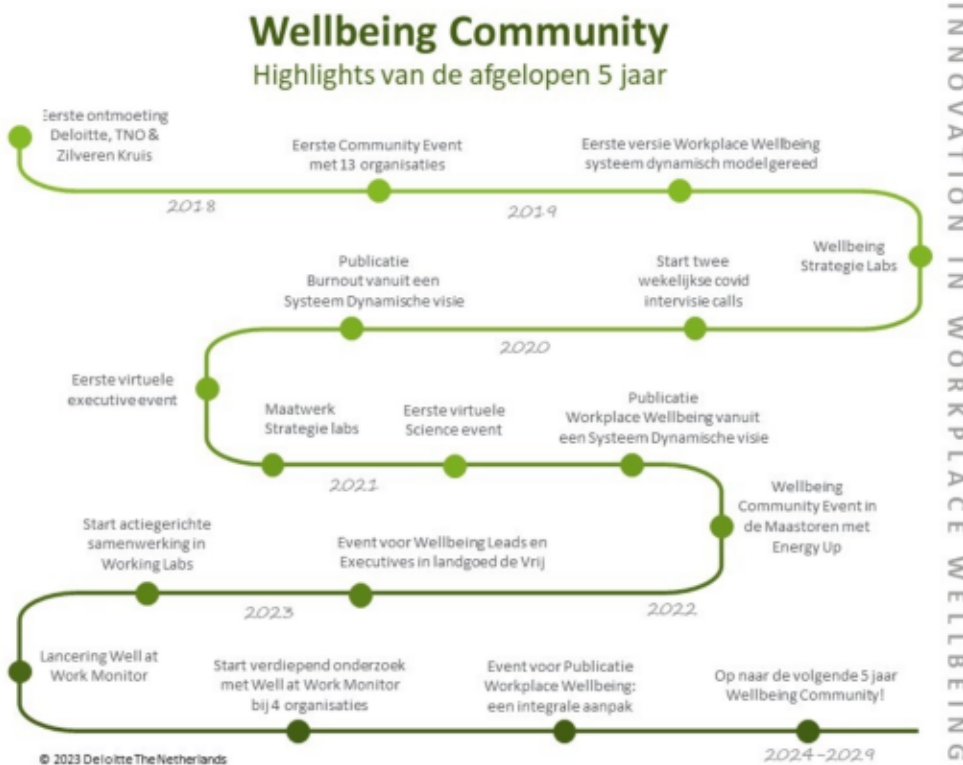 Wellbeing Community
Highlights van de afgelopen 5 jaar
Eerste ontmoeting
Deloitte, TNO &
Zilveren Kruis
2018
Eerste Community Event
met 13 organisaties
2019
Eerste versie Workplace Wellbeing
systeem dynamisch model gereed
Wellbeing
Strategie Labs
Start twee
wekelijkse covid
intervisie calls
2020
Publicatie
Burnout vanuit een
Systeem Dynamische visie
Eerste virtuele
executive event
Maatwerk
Strategie labs
2021
Eerste virtuele
Science event
Publicatie
Workplace Wellbeing vanuit
een Systeem Dynamische visie
Wellbeing
Community Event in
de Maastoren met
Energy Up
2022
Event voor Wellbeing Leads en
Executives in landgoed de Vrij
2023
Start actiegerichte
samenwerking in
Working Labs
Lancering Well at
Work Monitor
Start verdiepend onderzoek
met Well at Work Monitor
bij 4 organisaties
Event voor Publicatie
Workplace Wellbeing:
een integrale aanpak
Op naar de volgende 5 jaar
Wellbeing Community!
2024-2029
© 2023 Deloitte The Netherlands
INNOVATION IN WORKPLACE WELLBEING